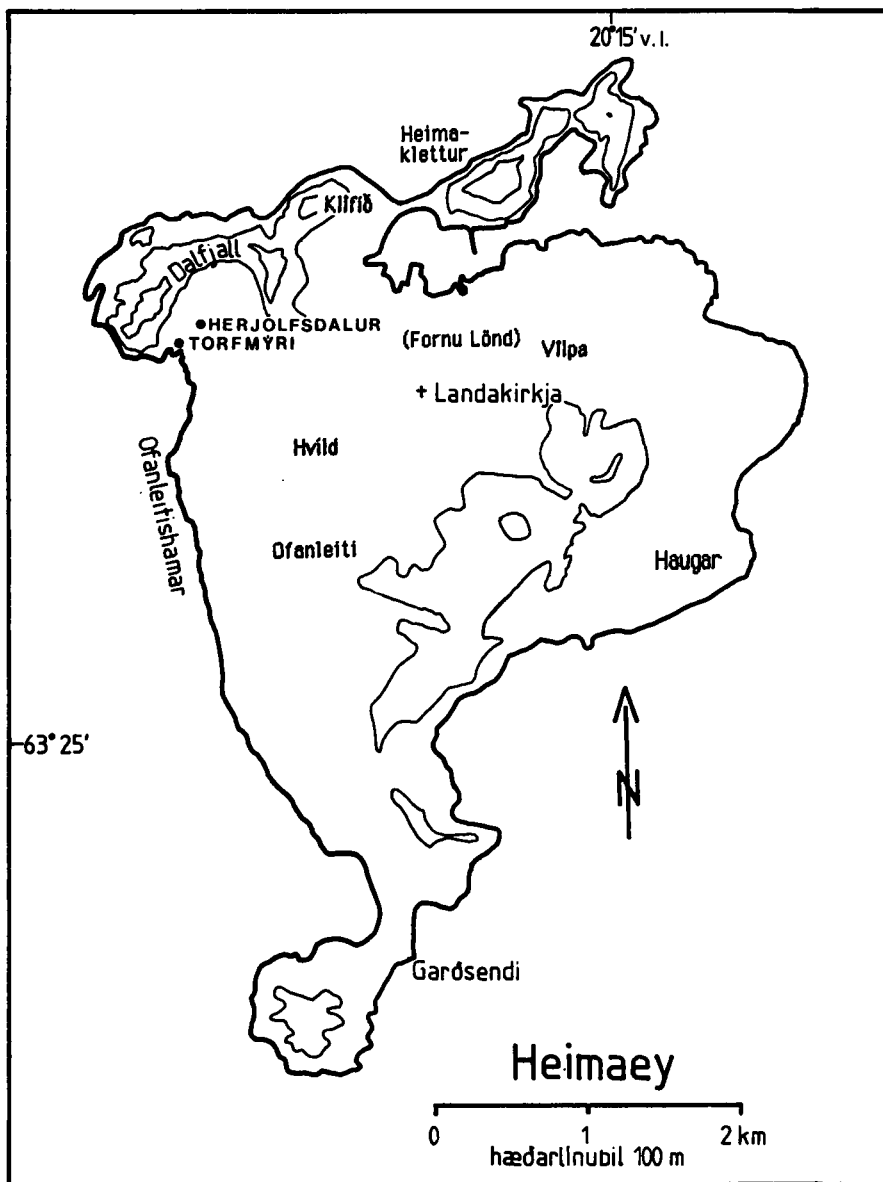 20°15' v. l.
Heima-
klettur
Klifið
Dalfjall
HERJÓLFSDALUR
TORFMÝRI
(Fornu Lönd)
Vilpa
+ Landakirkja
Hvíld
Ofanleitishamar
Ofanleiti
Haugar
63° 25'
N
Garðsendi
Heimaey
0 1 2 km
hæðarlínubil 100 m